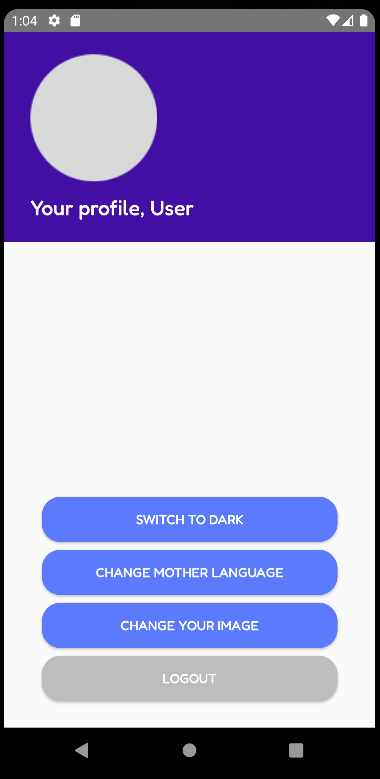 1:04
Your profile, User
SWITCH TO DARK
CHANGE MOTHER LANGUAGE
CHANGE YOUR IMAGE
LOGOUT